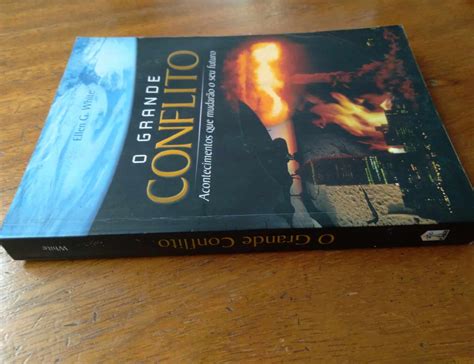 Ellen G. White
O GRANDE
CONFLITO
Acontecimentos que mudarão o seu futuro
White
O Grande Conflito